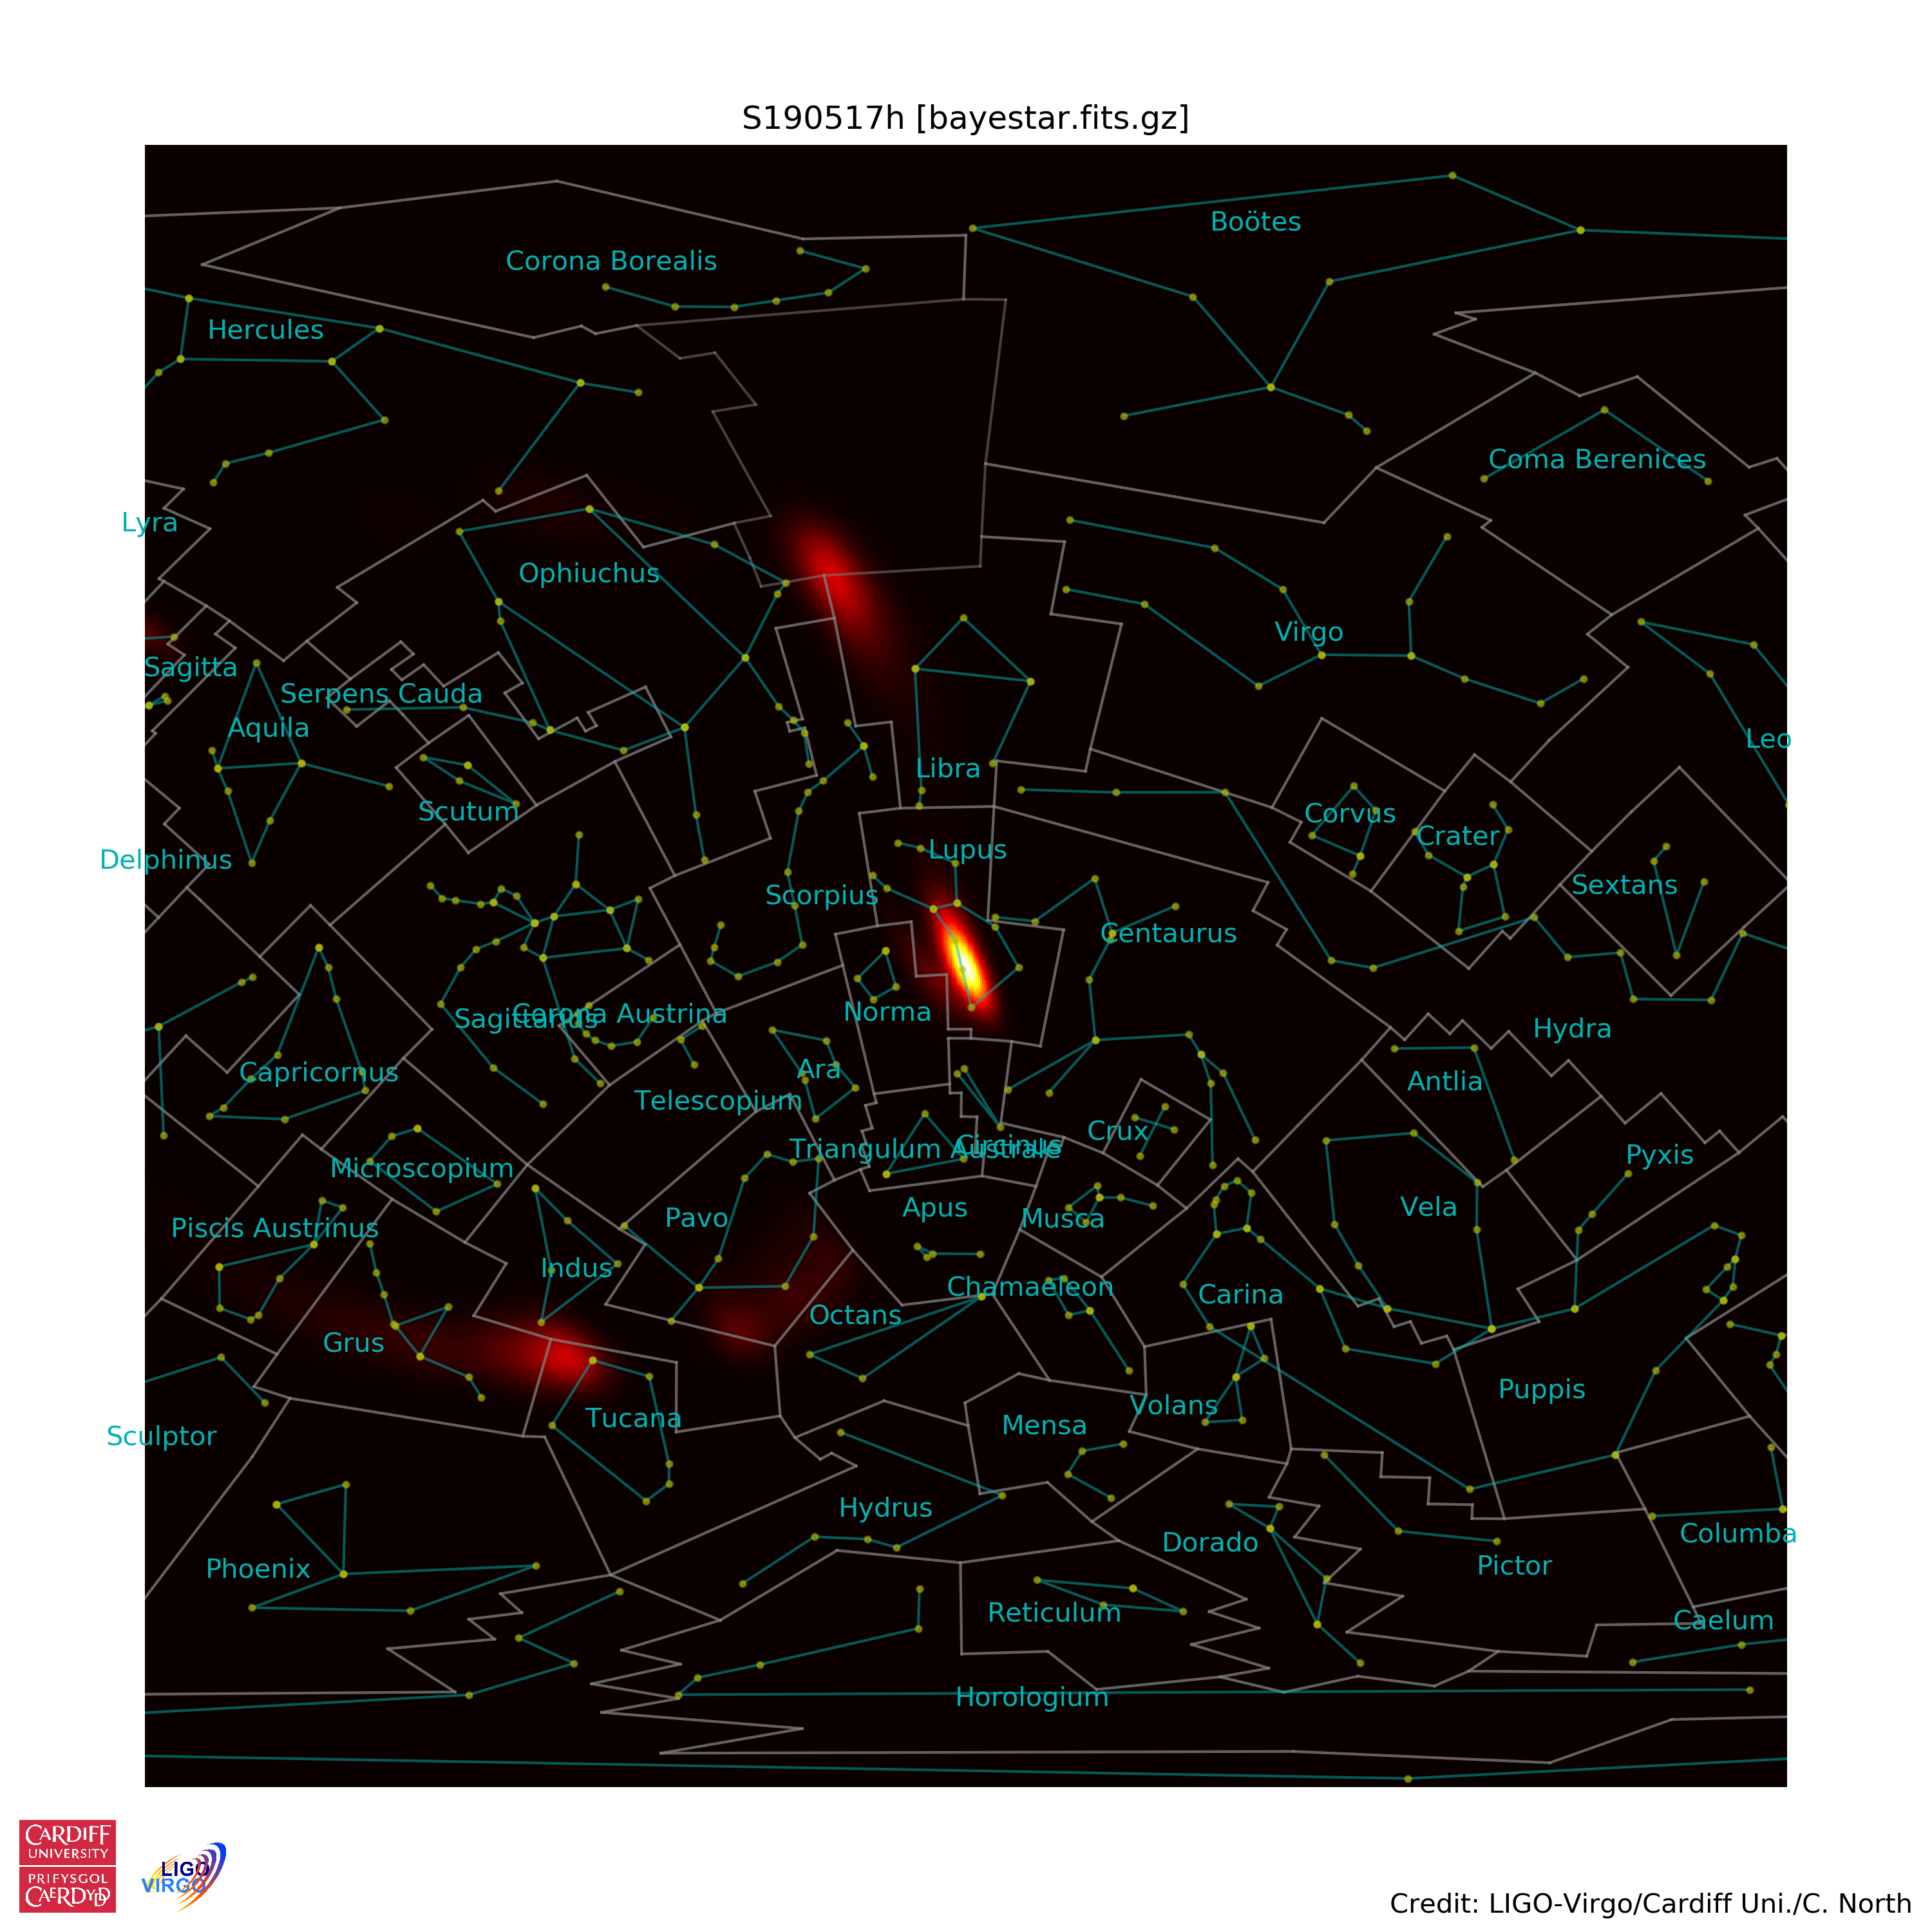 S190517h [bayestar.fits.gz]
Boötes
Corona Borealis
Hercules
Coma Berenices
Lyra
Ophiuchus
Virgo
Sagitta
Serpens Cauda
Aquila
Leo
Libra
Scutum
Corvus
Crater
Lupus
Delphinus
Scorpius
Sextans
Centaurus
Norma
Sagittarius
Corona Austrina
Hydra
Ara
Capricornus
Antlia
Telescopium
Crux
Triangulum Australe
Circinus
Pyxis
Microscopium
Vela
Apus
Pavo
Musca
Piscis Austrinus
Indus
Chamaeleon
Carina
Octans
Grus
Puppis
Volans
Tucana
Mensa
Sculptor
Hydrus
Columba
Dorado
Phoenix
Pictor
Reticulum
Caelum
Horologium
CARDIFF
UNIVERSITY
PRIFYSGOL
CAERDYDD
LIGO
VIRGO
Credit: LIGO-Virgo/Cardiff Uni./C. North